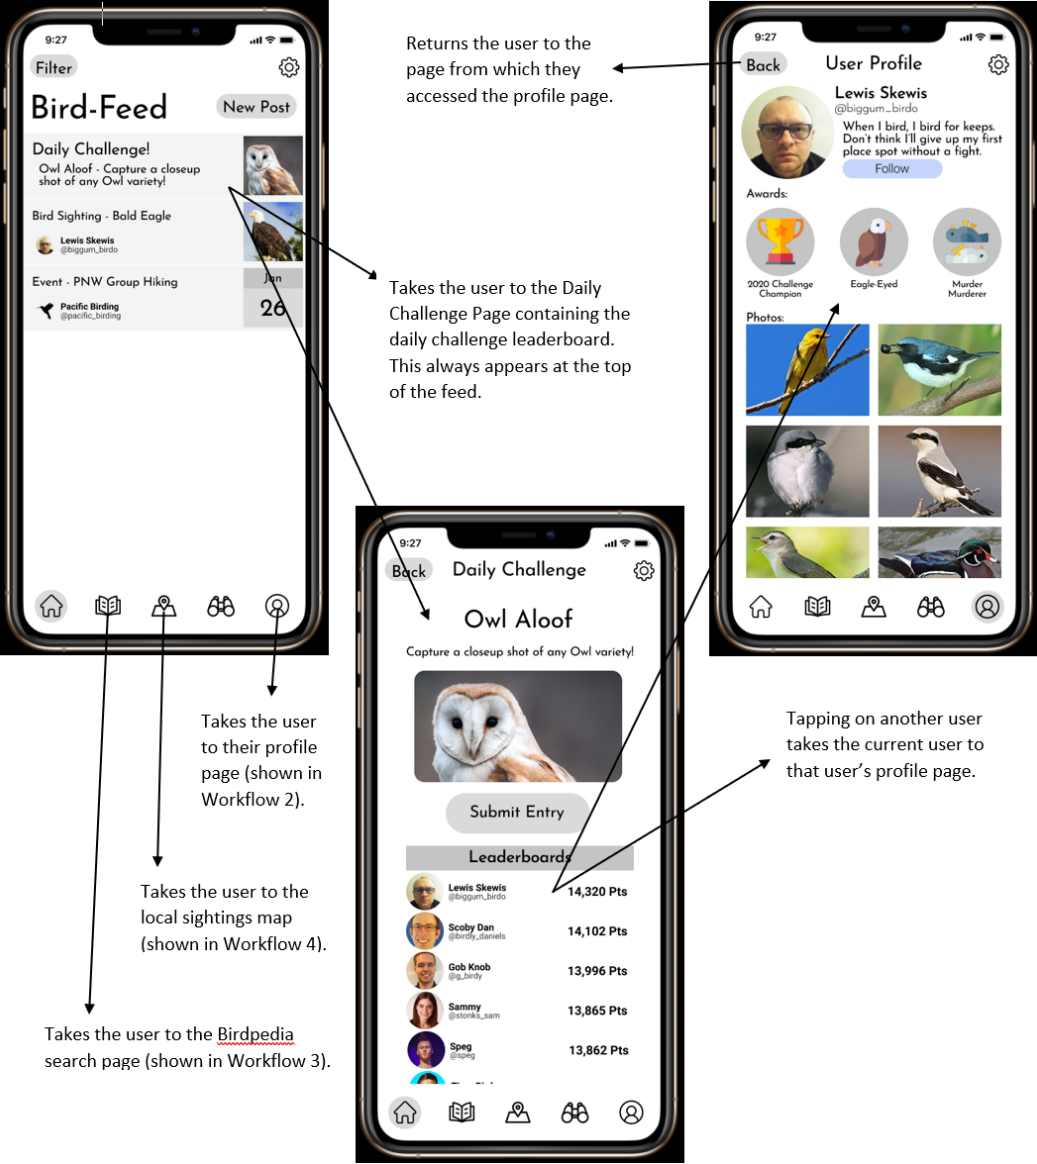 9:27
Filter
Bird-Feed
New Post
Daily Challenge!
Owl Aloof - Capture a closeup
shot of any Owl variety!
Bird Sighting - Bald Eagle
Lewis Skewis
@biggum_birdo
Event - PNW Group Hiking
Pacific Birding
@pacific_birding
Jan
26
Returns the user to the
page from which they
accessed the profile page.
Takes the user to the Daily
Challenge Page containing the
daily challenge leaderboard.
This always appears at the top
of the feed.
9:27
Back
User Profile
Lewis Skewis
@biggum_birdo
When I bird, I bird for keeps.
Don't think I'll give up my first
place spot without a fight.
Follow
Awards:
2020 Challenge
Champion
Eagle-Eyed
Murder
Murderer
Photos:
9:27
Back
Daily Challenge
Owl Aloof
Capture a closeup shot of any Owl variety!
Submit Entry
Leaderboards
Lewis Skewis
@biggum_birdo
14,320 Pts
Scoby Dan
@birdly_daniels
14,102 Pts
Gob Knob
@g_birdy
13,996 Pts
Sammy
@stonks_sam
13,865 Pts
Speg
@speg
13,862 Pts
Takes the user
to their profile
page (shown in
Workflow 2).
Takes the user to the
local sightings map
(shown in Workflow 4).
Takes the user to the Birdpedia
search page (shown in Workflow 3).
Tapping on another user
takes the current user to
that user's profile page.